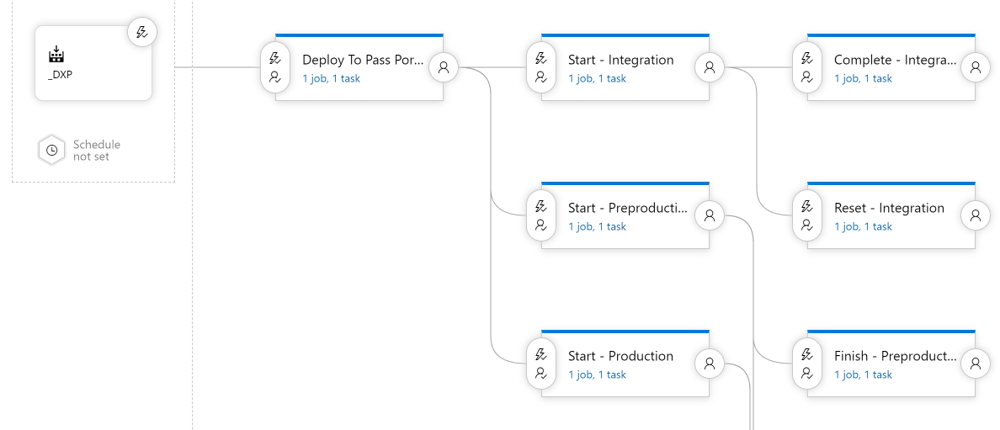 _DXP
Schedule
not set
Deploy To Pass Por...
1 job, 1 task
Start - Integration
1 job, 1 task
Complete - Integra...
1 job, 1 task
Start - Preproducti...
1 job, 1 task
Reset - Integration
1 job, 1 task
Start - Production
1 job, 1 task
Finish - Preproduct...
1 job, 1 task